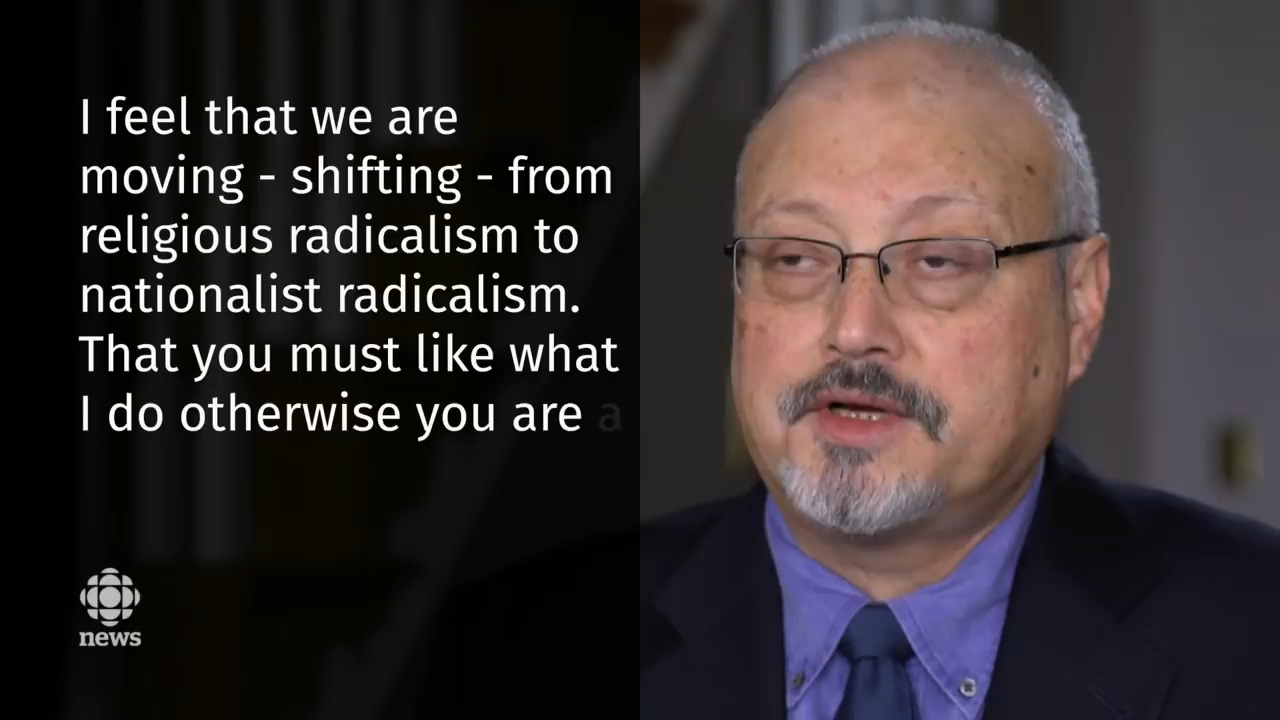 I feel that we are
moving - shifting - from
religious radicalism to
nationalist radicalism.
That you must like what
I do otherwise you are a
news